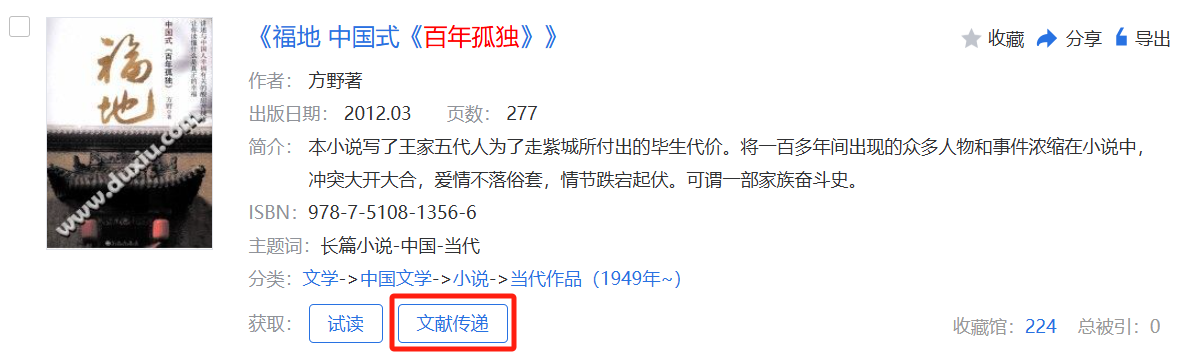 《福地 中国式《百年孤独》》
收藏 分享 导出
作者： 方野著
出版日期： 2012.03 页数： 277
简介： 本小说写了王家五代人为了走紫城所付出的毕生代价。将一百多年间出现的众多人物和事件浓缩在小说中，
冲突大开大合，爱情不落俗套，情节跌宕起伏。可谓一部家族奋斗史。
ISBN： 978-7-5108-1356-6
主题词： 长篇小说-中国-当代
分类： 文学->中国文学->小说->当代作品（1949年~）
获取： 试读 文献传递
收藏馆：224 总被引：0
福地
中国式《百年孤独》
方野
www.duxiu.com